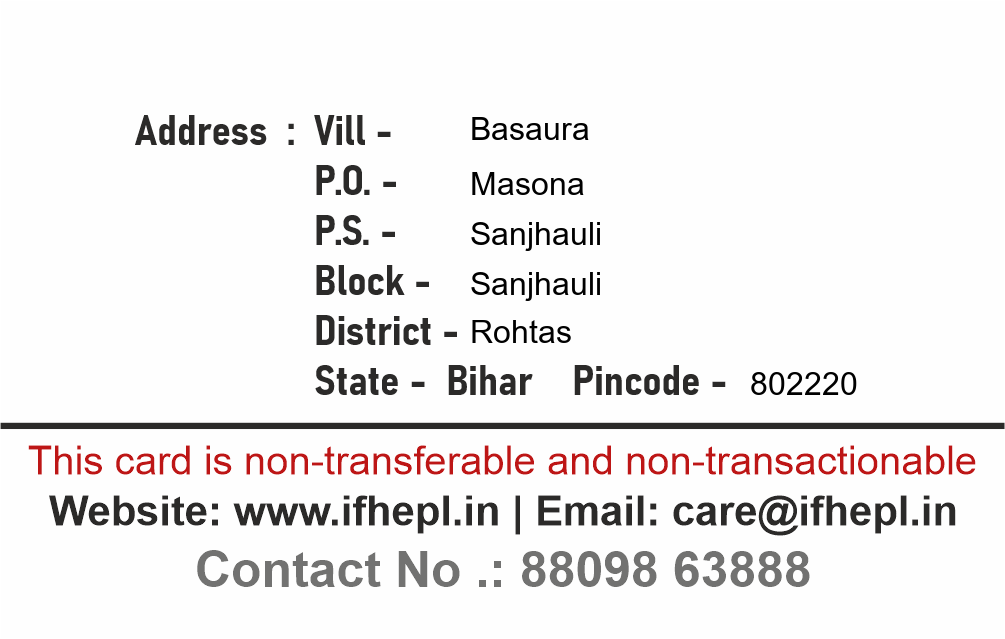 Address : Vill - Basaura
P.O. - Masona
P.S. - Sanjhauli
Block - Sanjhauli
District - Rohtas
State - Bihar Pincode - 802220
This card is non-transferable and non-transactionable
Website: www.ifhepl.in | Email: care@ifhepl.in
Contact No .: 88098 63888